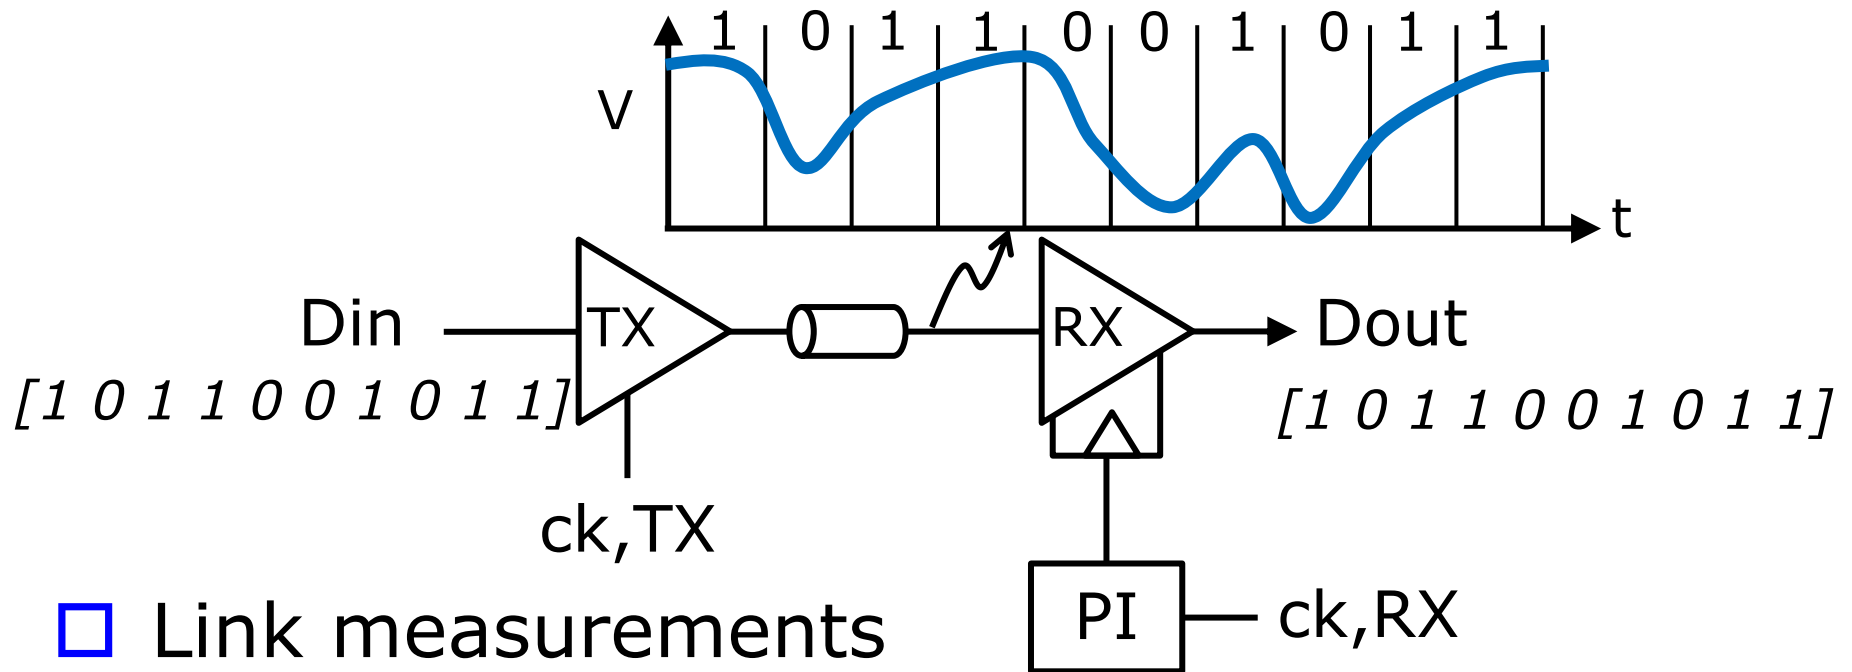 1 0 1 1 0 0 1 0 1 1
V
t
Din
TX
RX
Dout
[1 0 1 1 0 0 1 0 1 1]
[1 0 1 1 0 0 1 0 1 1]
ck,TX
PI
ck,RX
Link measurements